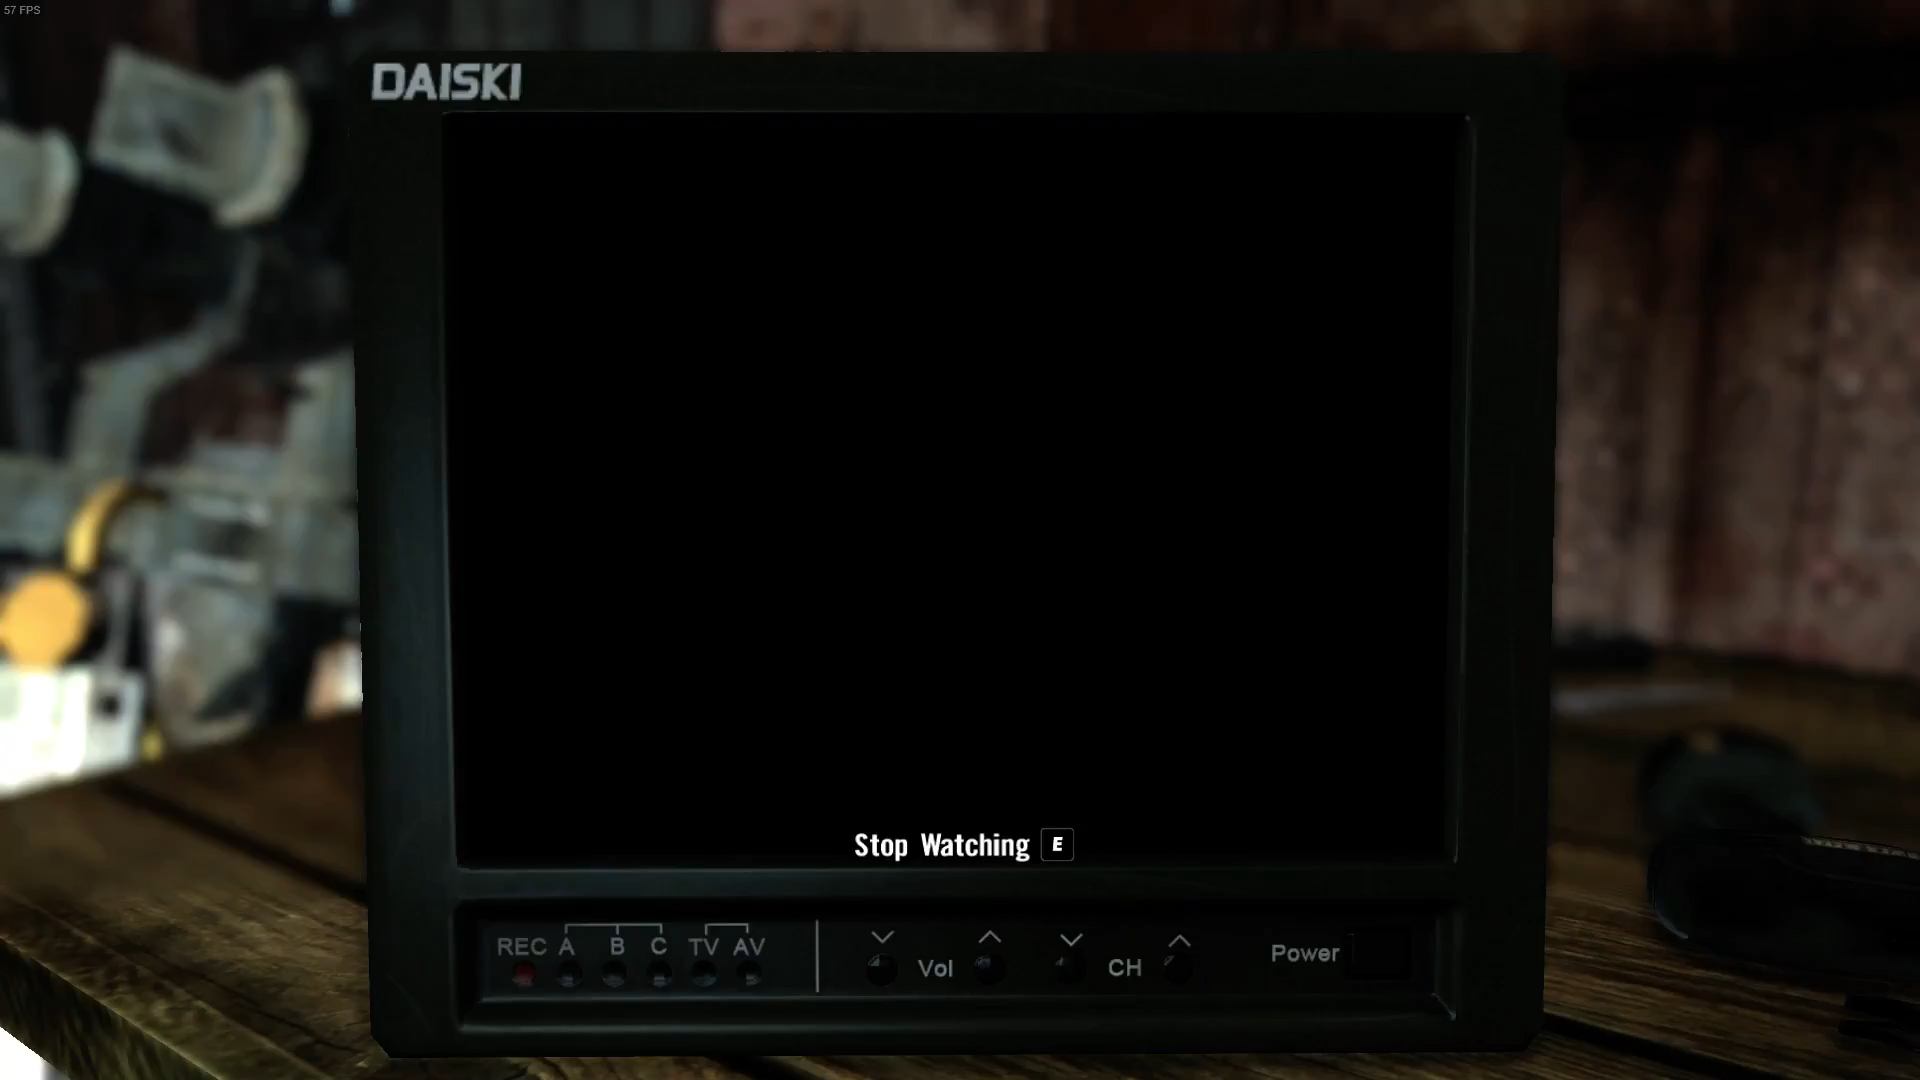 57 FPS
DAISKI
Stop Watching E
REC A B C TV AV
Vol CH Power